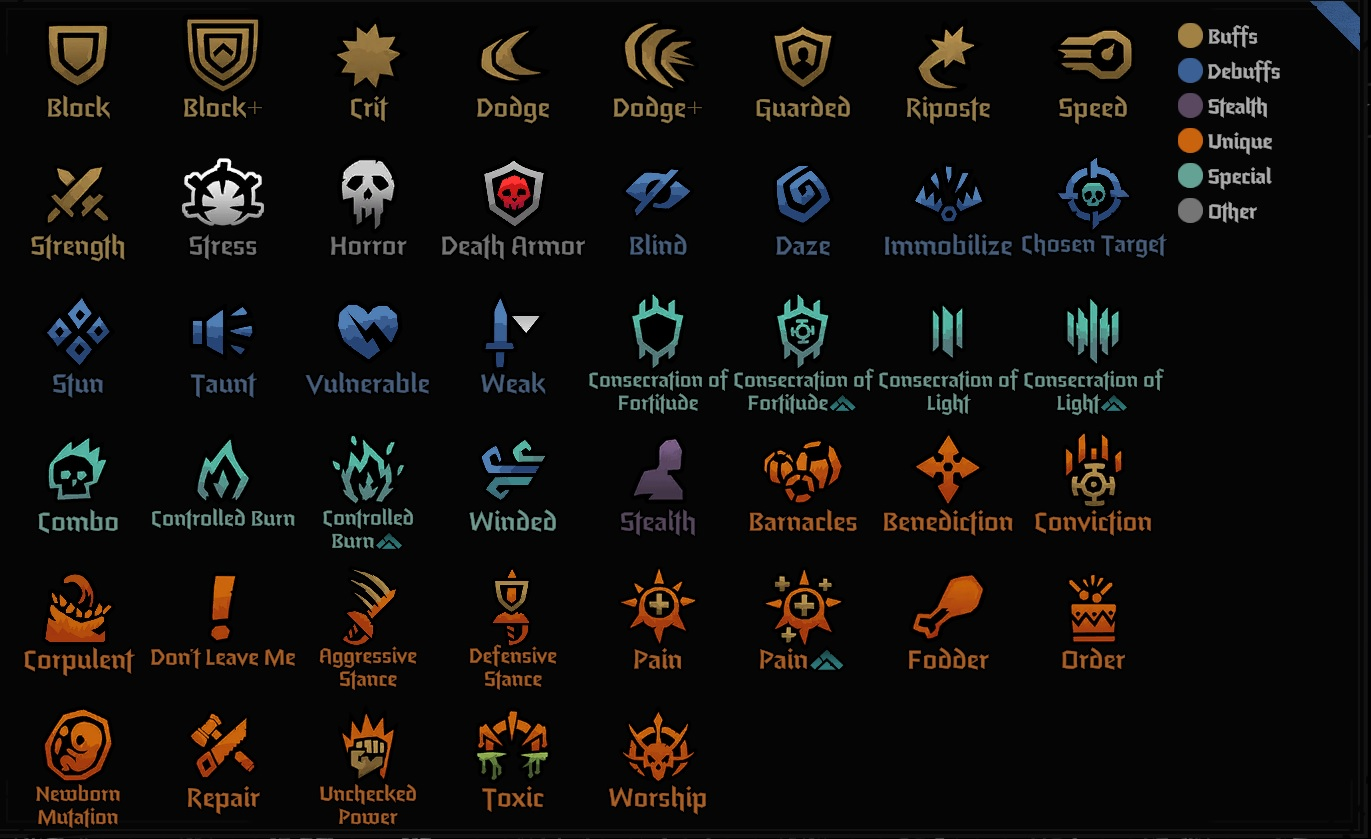 Block
Block+
Crit
Dodge
Dodge+
Guarded
Riposte
Speed
Buffs
Debuffs
Stealth
Unique
Special
Other
Strength
Stress
Horror
Death Armor
Blind
Daze
Immobilize
Chosen Target
Stun
Taunt
Vulnerable
Weak
Consecration of
Fortitude
Consecration of
Fortitude
Consecration of
Light
Consecration of
Light
Combo
Controlled Burn
Controlled
Burn
Winded
Stealth
Barnacles
Benediction
Conviction
Corpulent
Don't Leave Me
Aggressive
Stance
Defensive
Stance
Pain
Pain
Fodder
Order
Newborn
Mutation
Repair
Unchecked
Power
Toxic
Worship